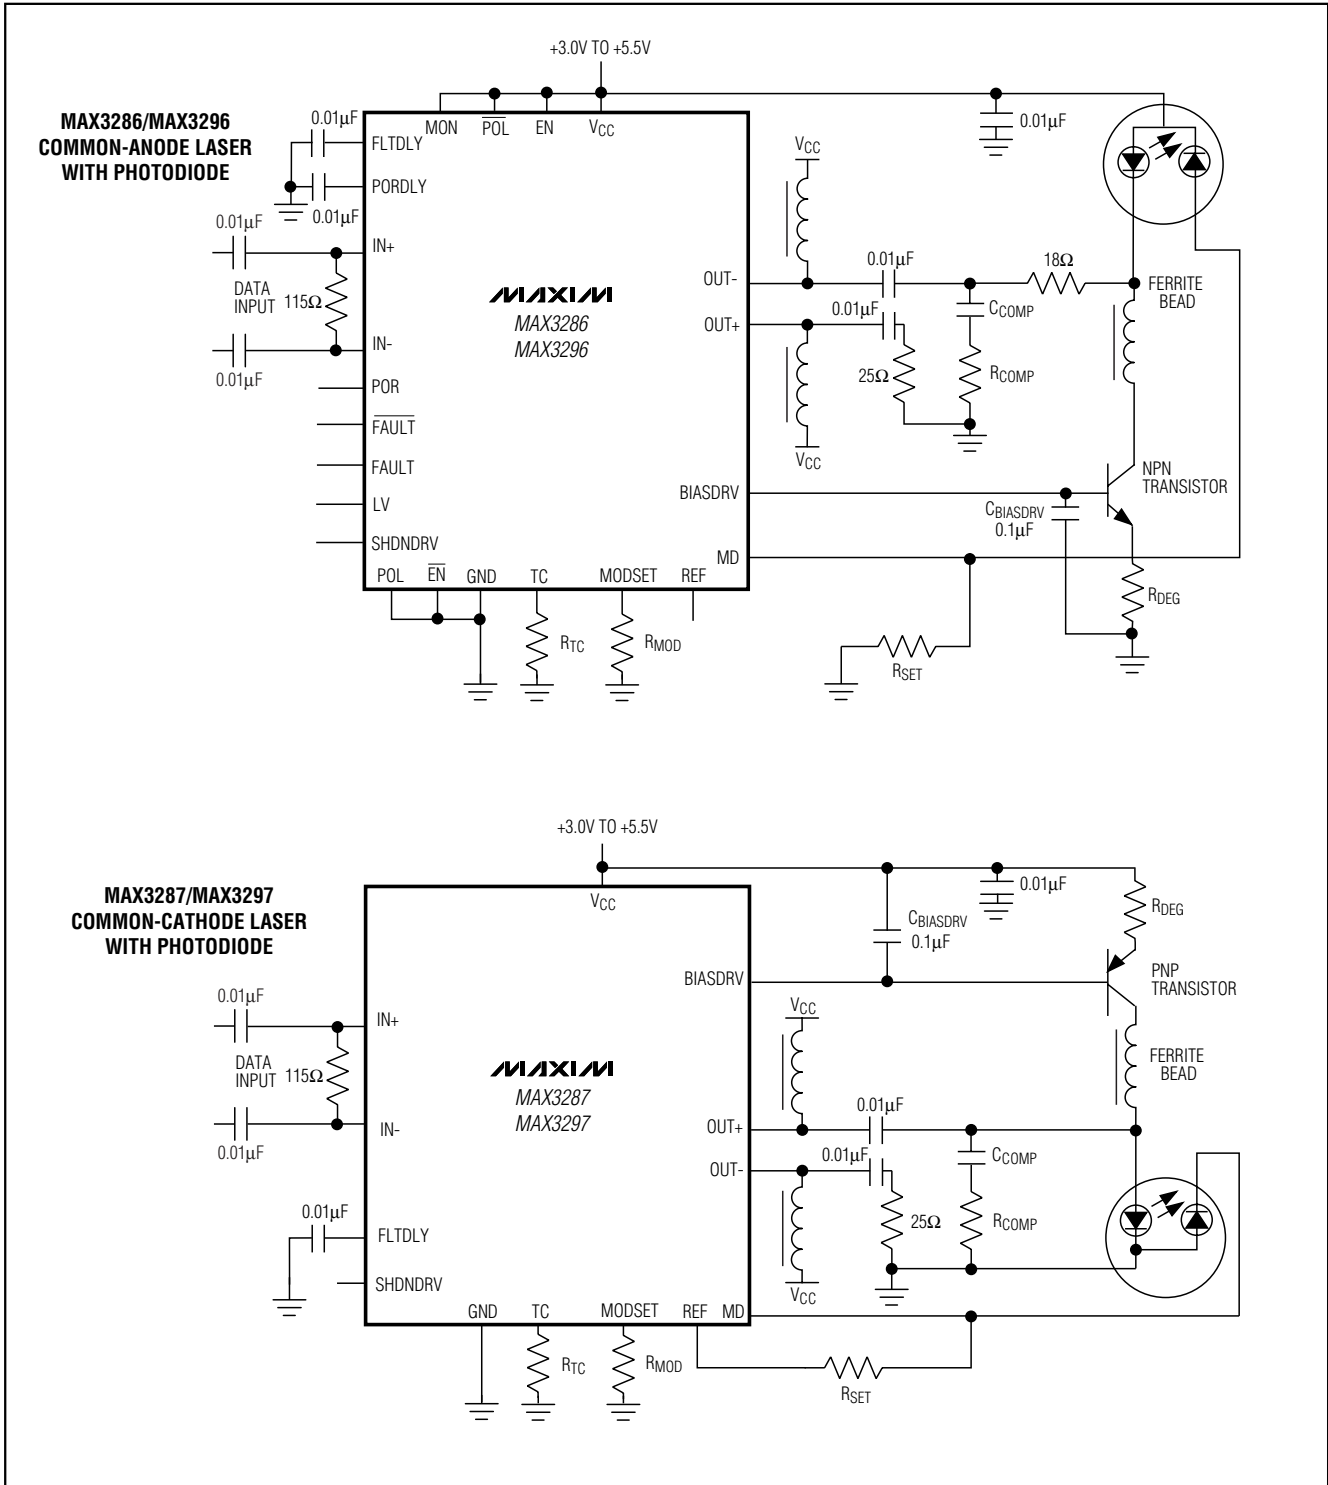 +3.0V TO +5.5V
MAX3286/MAX3296
COMMON-ANODE LASER
WITH PHOTODIODE
0.01µF
FLTDLY
MON
POL
EN
VCC
0.01µF
PORDLY
0.01µF
0.01µF
IN+
DATA
INPUT
115Ω
IN-
0.01µF
POR
FAULT
FAULT
LV
SHDNDRV
POL
EN
GND
TC
MODSET
REF
MAXIM
MAX3286
MAX3296
OUT-
OUT+
BIASDRV
MD
VCC
0.01µF
18Ω
FERRITE
BEAD
0.01µF
CCOMP
25Ω
RCOMP
VCC
NPN
TRANSISTOR
CBIASDRV
0.1µF
RDEG
RTC
RMOD
RSET
+3.0V TO +5.5V
MAX3287/MAX3297
COMMON-CATHODE LASER
WITH PHOTODIODE
VCC
0.01µF
RDEG
CBIASDRV
0.1µF
BIASDRV
PNP
TRANSISTOR
0.01µF
IN+
DATA
INPUT
115Ω
IN-
0.01µF
MAXIM
MAX3287
MAX3297
VCC
FERRITE
BEAD
0.01µF
OUT+
0.01µF
CCOMP
OUT-
25Ω
RCOMP
VCC
0.01µF
FLTDLY
SHDNDRV
GND
TC
MODSET
REF
MD
RTC
RMOD
RSET